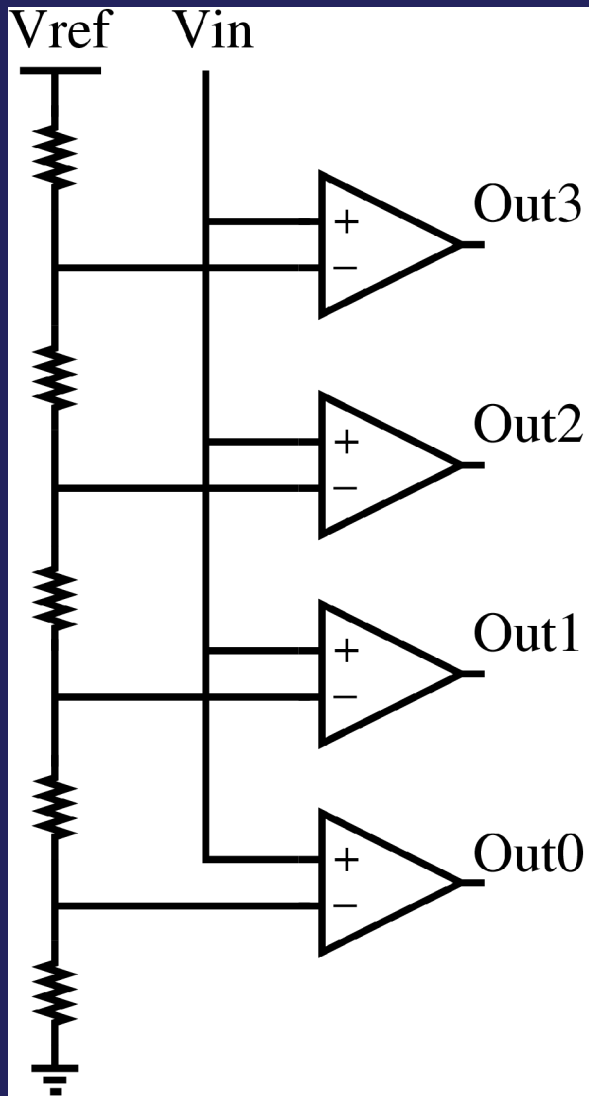 Vref Vin
+
− Out3
+
− Out2
+
− Out1
+
− Out0